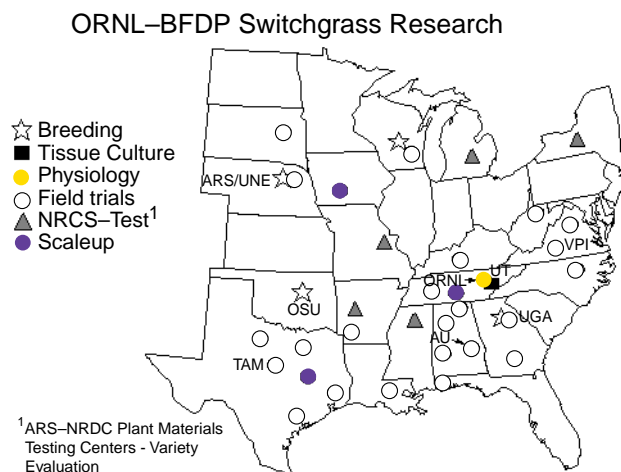 ORNL–BFDP Switchgrass Research
Breeding
Tissue Culture
Physiology
Field trials
NRCS–Test¹
Scaleup
ARS/UNE
VPI
UT
ORNL
OSU
UGA
AU
TAM
¹ARS–NRDC Plant Materials
Testing Centers - Variety
Evaluation